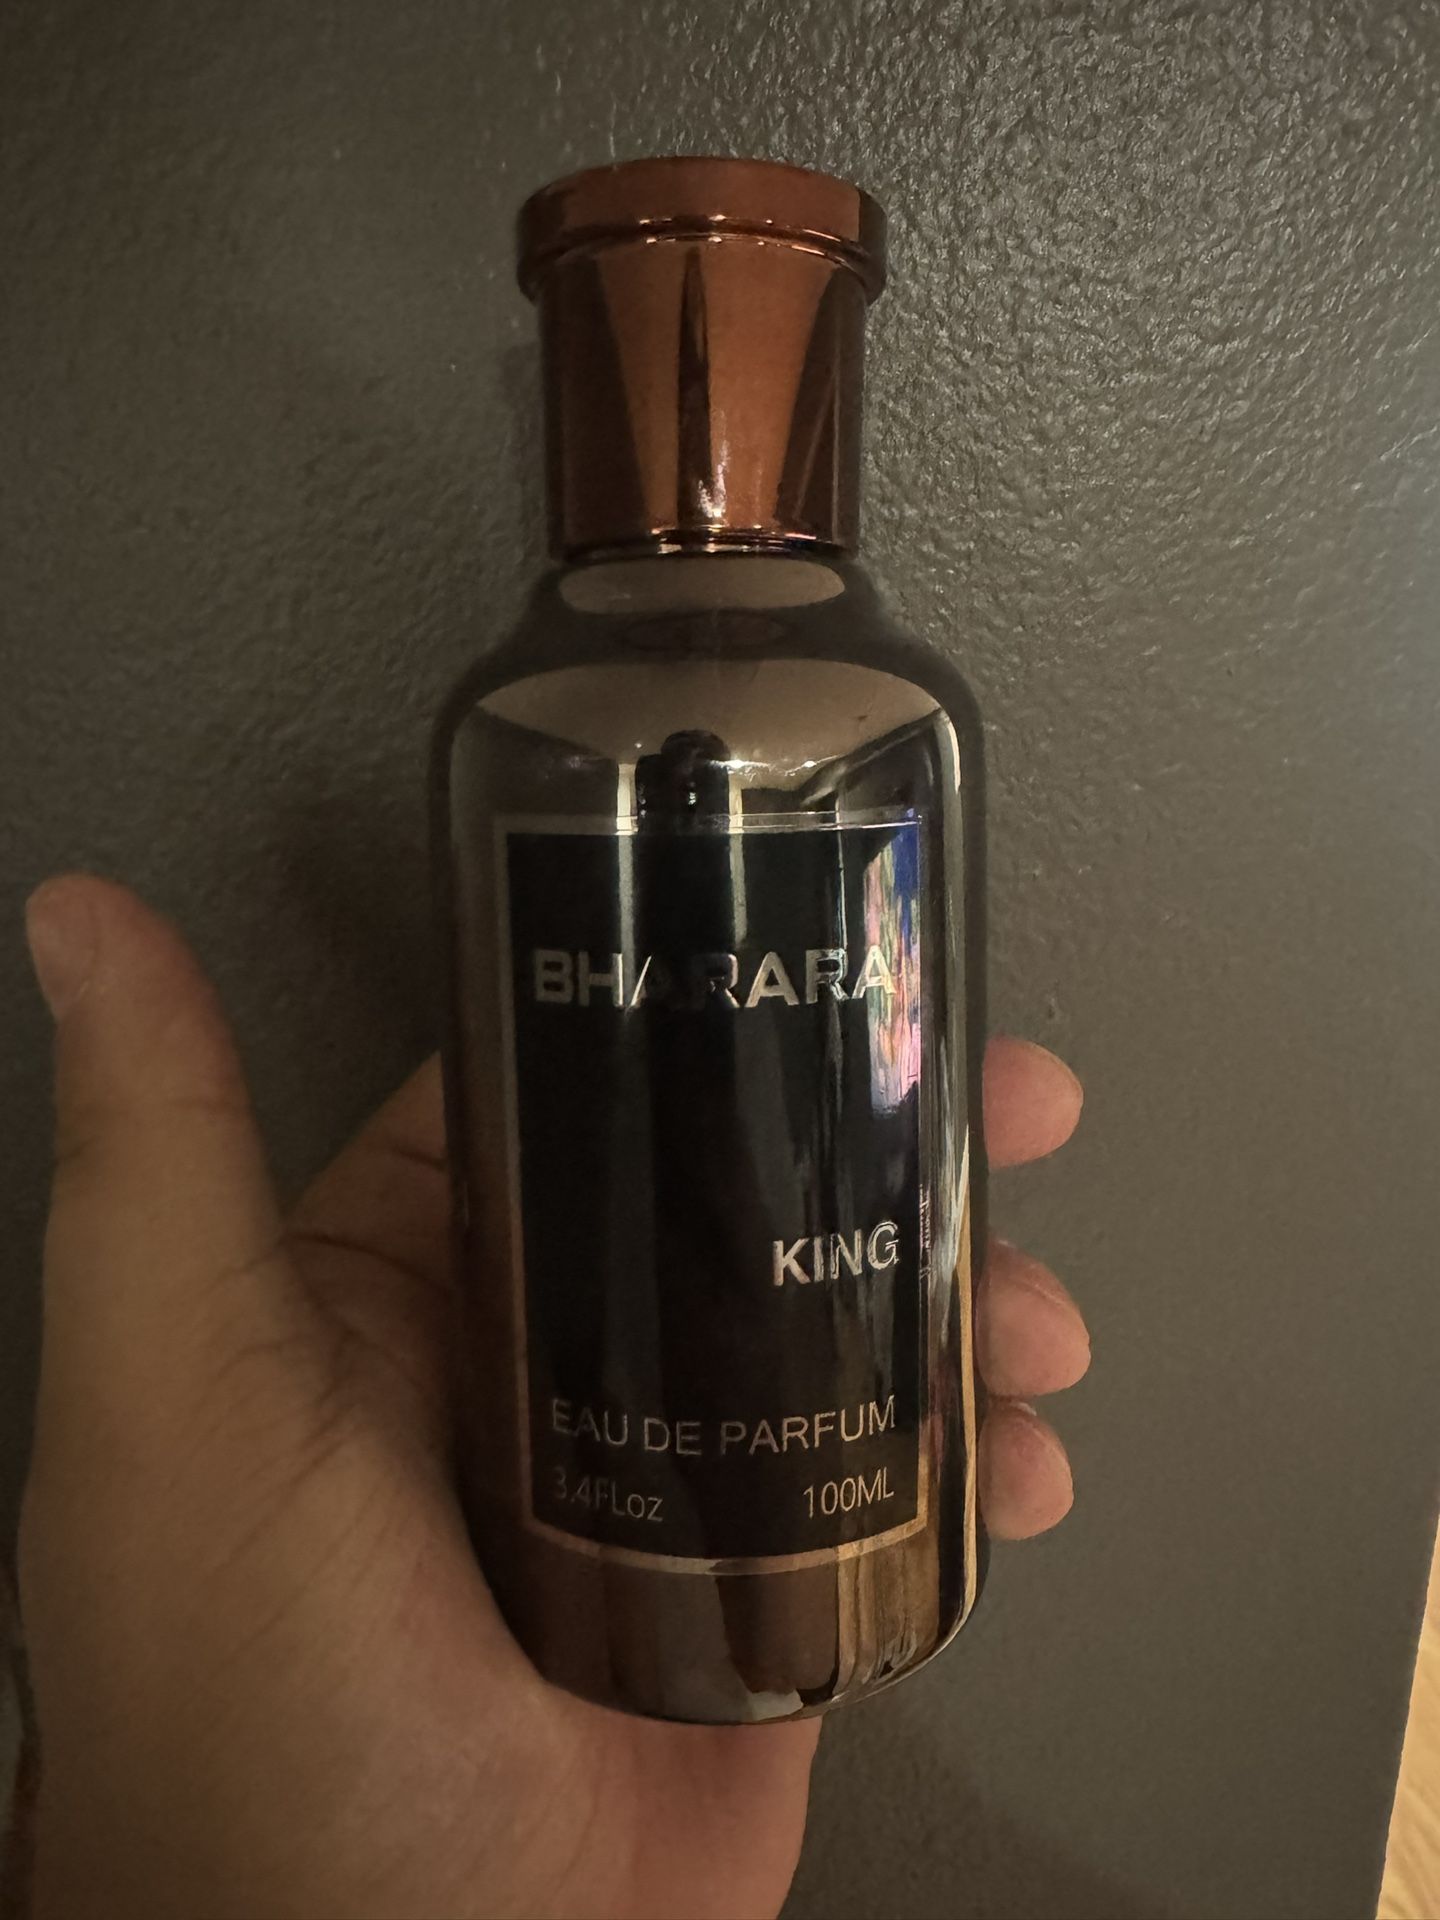 BHARARA
KING
EAU DE PARFUM
3.4FLoz 100ML